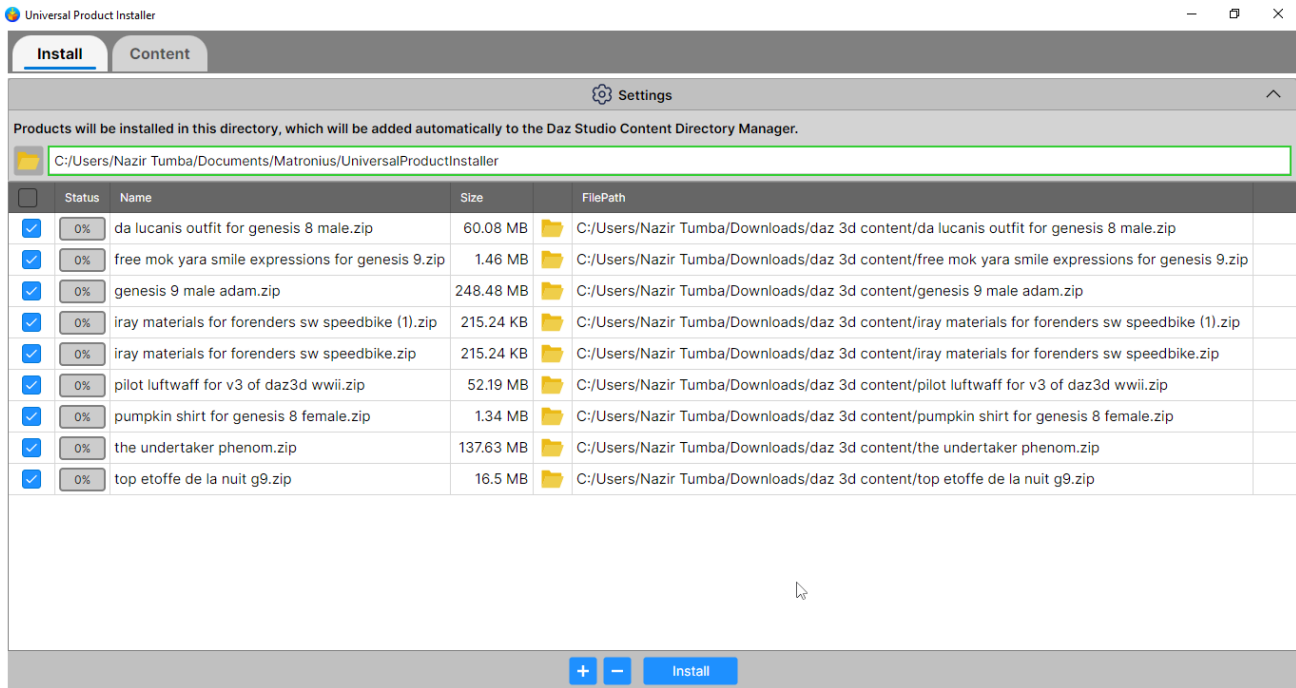 Universal Product Installer
Install Content
Settings
Products will be installed in this directory, which will be added automatically to the Daz Studio Content Directory Manager.
C:/Users/Nazir Tumba/Documents/Matronius/UniversalProductInstaller
Status Name Size FilePath
0% da lucanis outfit for genesis 8 male.zip 60.08 MB C:/Users/Nazir Tumba/Downloads/daz 3d content/da lucanis outfit for genesis 8 male.zip
0% free mok yara smile expressions for genesis 9.zip 1.46 MB C:/Users/Nazir Tumba/Downloads/daz 3d content/free mok yara smile expressions for genesis 9.zip
0% genesis 9 male adam.zip 248.48 MB C:/Users/Nazir Tumba/Downloads/daz 3d content/genesis 9 male adam.zip
0% iray materials for forenders sw speedbike (1).zip 215.24 KB C:/Users/Nazir Tumba/Downloads/daz 3d content/iray materials for forenders sw speedbike (1).zip
0% iray materials for forenders sw speedbike.zip 215.24 KB C:/Users/Nazir Tumba/Downloads/daz 3d content/iray materials for forenders sw speedbike.zip
0% pilot luftwaff for v3 of daz3d wwii.zip 52.19 MB C:/Users/Nazir Tumba/Downloads/daz 3d content/pilot luftwaff for v3 of daz3d wwii.zip
0% pumpkin shirt for genesis 8 female.zip 1.34 MB C:/Users/Nazir Tumba/Downloads/daz 3d content/pumpkin shirt for genesis 8 female.zip
0% the undertaker phenom.zip 137.63 MB C:/Users/Nazir Tumba/Downloads/daz 3d content/the undertaker phenom.zip
0% top etoffe de la nuit g9.zip 16.5 MB C:/Users/Nazir Tumba/Downloads/daz 3d content/top etoffe de la nuit g9.zip
+ − Install